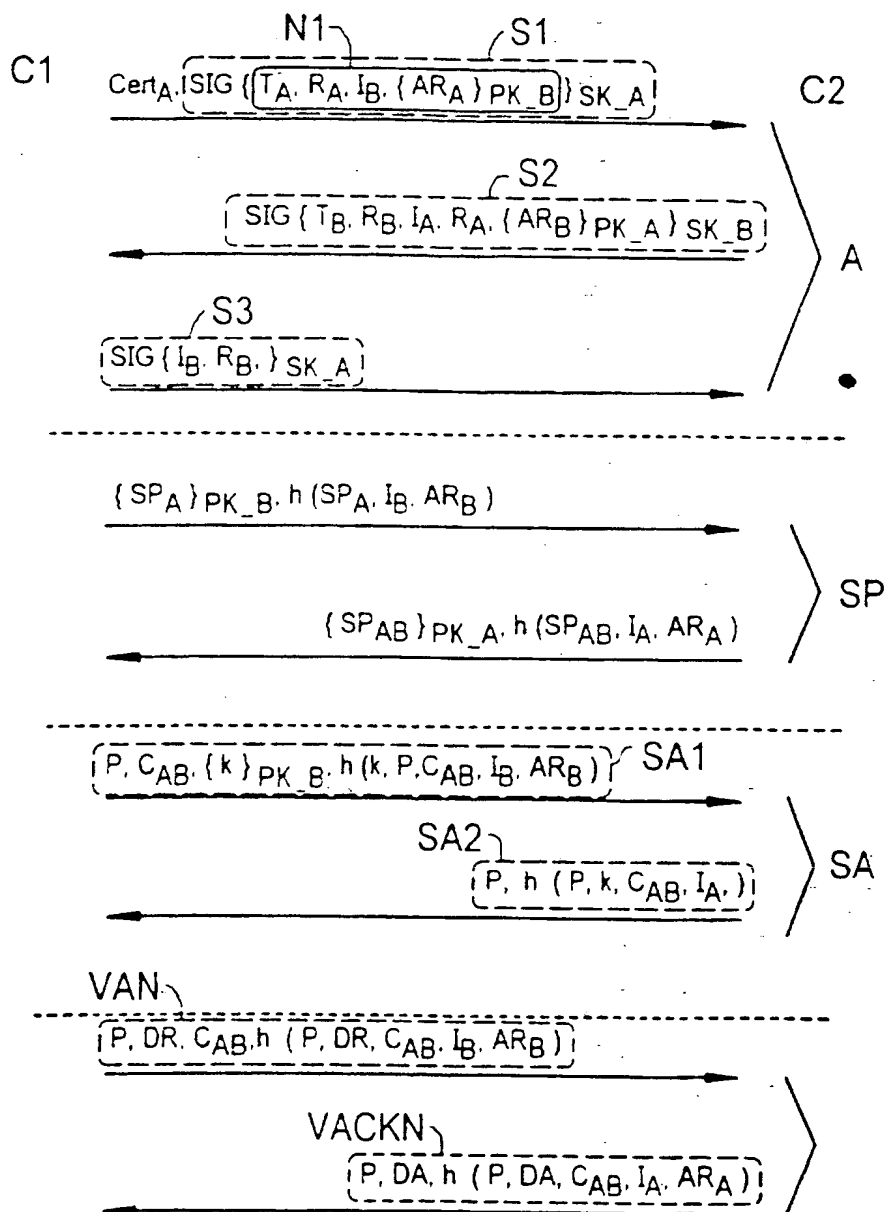 N1 S1
C1 CertA, SIG { TA, RA, IB, { ARA } PK_B } SK_A C2
S2
SIG { TB, RB, IA, RA, { ARB } PK_A } SK_B
A
S3
SIG { IB, RB, } SK_A
{ SPA } PK_B, h (SPA, IB, ARB)
SP
{ SPAB } PK_A, h (SPAB, IA, ARA)
P, CAB, { k } PK_B, h (k, P, CAB, IB, ARB) SA1
SA2
SA
P, h ( P, k, CAB, IA, )
VAN
P, DR, CAB, h ( P, DR, CAB, IB, ARB )
VACKN
P, DA, h ( P, DA, CAB, IA, ARA )